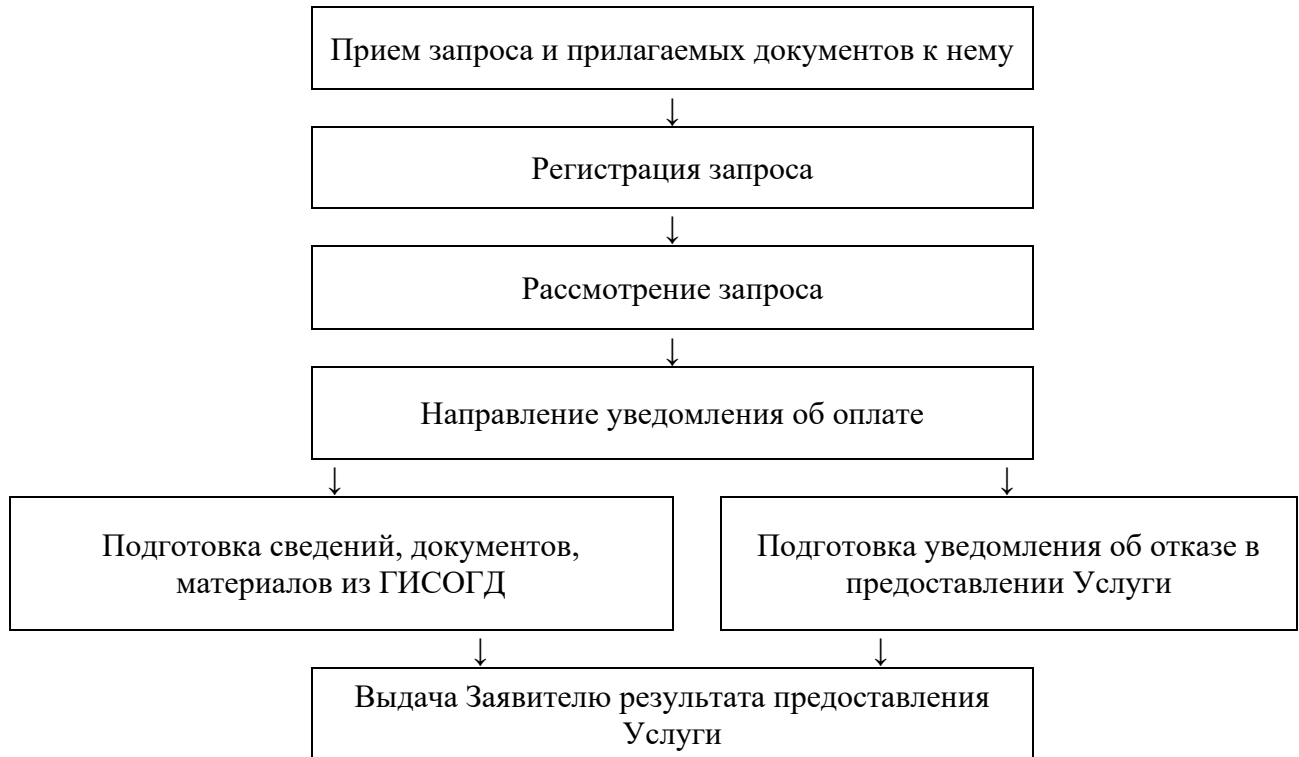 Прием запроса и прилагаемых документов к нему
↓
Регистрация запроса
↓
Рассмотрение запроса
↓
Направление уведомления об оплате
↓ ↓
Подготовка сведений, документов,
материалов из ГИСОГД
Подготовка уведомления об отказе в
предоставлении Услуги
↓ ↓
Выдача Заявителю результата предоставления
Услуги